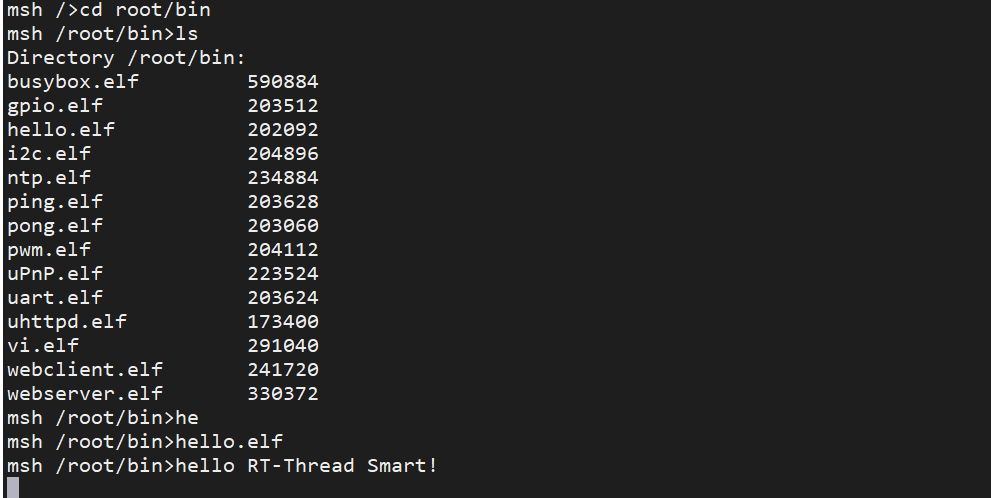 msh />cd root/bin
msh /root/bin>ls
Directory /root/bin:
busybox.elf         590884
gpio.elf            203512
hello.elf           202092
i2c.elf             204896
ntp.elf             234884
ping.elf            203628
pong.elf            203060
pwm.elf             204112
uPnP.elf            223524
uart.elf            203624
uhttpd.elf          173400
vi.elf              291040
webclient.elf       241720
webserver.elf       330372
msh /root/bin>he
msh /root/bin>hello.elf
msh /root/bin>hello RT-Thread Smart!